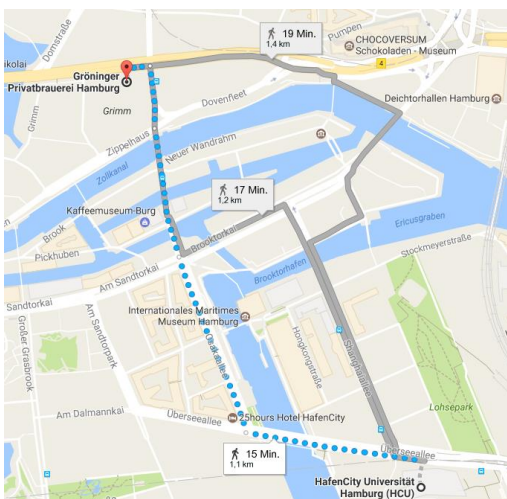 Domstraße
Nikolai
Pumpen
19 Min.
1,4 km
CHOCOVERSUM
Schokoladen - Museum
4
Gröninger
Privatbrauerei Hamburg
Grimm
Grimm
Dovenfleet
Deichtorhallen Hamburg
Zippelhaus
Zollkanal
Neuer Wandrahm
17 Min.
1,2 km
Kaffeemuseum-Burg
Brook
Pickhuben
Brooktorkai
Ericusgraben
Stockmeyerstraße
Am Sandtorkai
Sandtorkai
Brooktorhafen
Am Sandtorpark
Großer Grasbrook
Internationales Maritimes
Museum Hamburg
Osakaallee
Hongkongstraße
Shanghaiallee
Lohsepark
Am Dalmannkai
Überseeallee
25hours Hotel HafenCity
Überseeallee
15 Min.
1,1 km
HafenCity Universität
Hamburg (HCU)